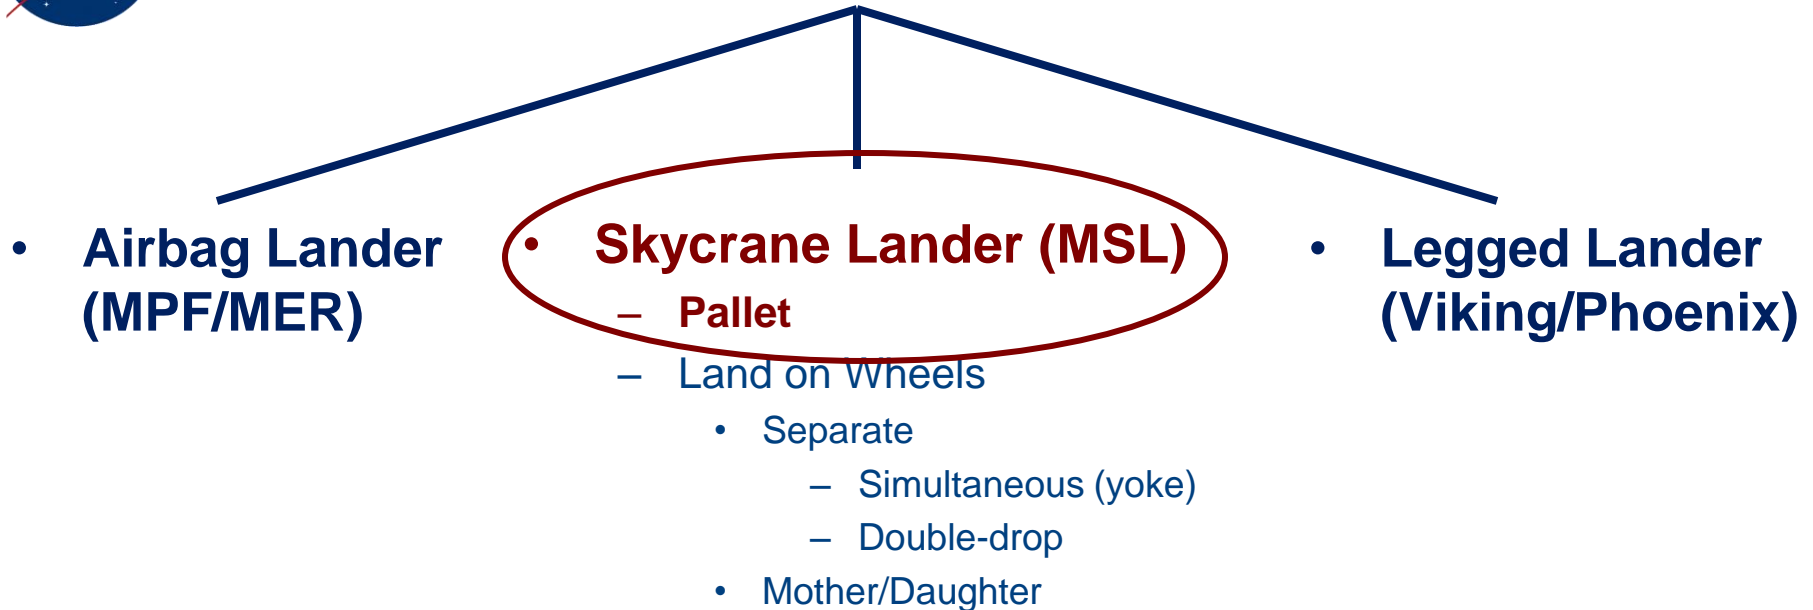 • Airbag Lander
(MPF/MER)
• Skycrane Lander (MSL)
– Pallet
– Land on Wheels
• Separate
– Simultaneous (yoke)
– Double-drop
• Mother/Daughter
• Legged Lander
(Viking/Phoenix)